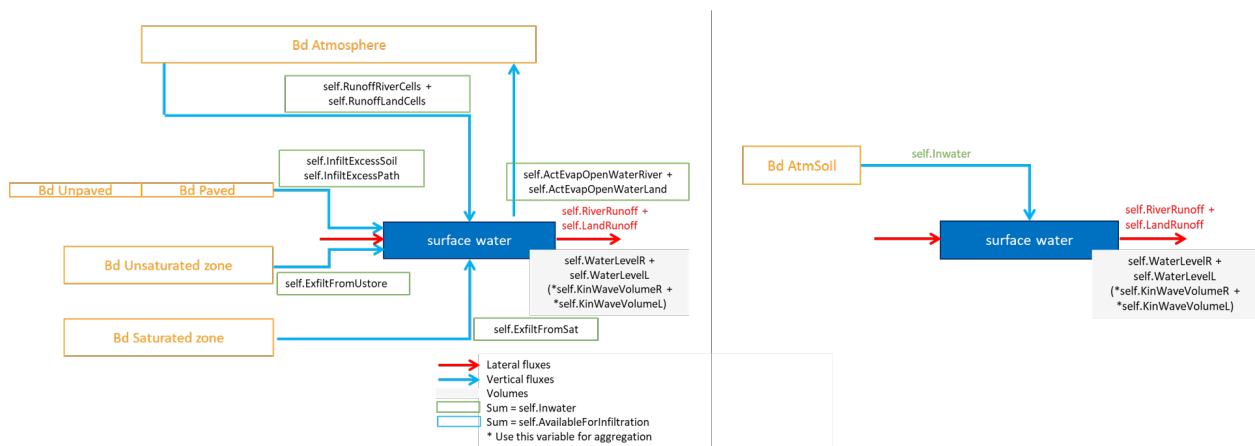 Bd Atmosphere
self.RunoffRiverCells +
self.RunoffLandCells
self.InfiltExcessSoil
self.InfiltExcessPath
self.ActEvapOpenWaterRiver +
self.ActEvapOpenWaterLand
Bd Unpaved
Bd Paved
self.RiverRunoff +
self.LandRunoff
surface water
Bd Unsaturated zone
self.ExfiltFromUstore
self.WaterLevelR +
self.WaterLevelL
(*self.KinWaveVolumeR +
*self.KinWaveVolumeL)
Bd Saturated zone
self.ExfiltFromSat
Lateral fluxes
Vertical fluxes
Volumes
Sum = self.Inwater
Sum = self.AvailableForInfiltration
* Use this variable for aggregation
Bd AtmSoil
self.Inwater
self.RiverRunoff +
self.LandRunoff
surface water
self.WaterLevelR +
self.WaterLevelL
(*self.KinWaveVolumeR +
*self.KinWaveVolumeL)